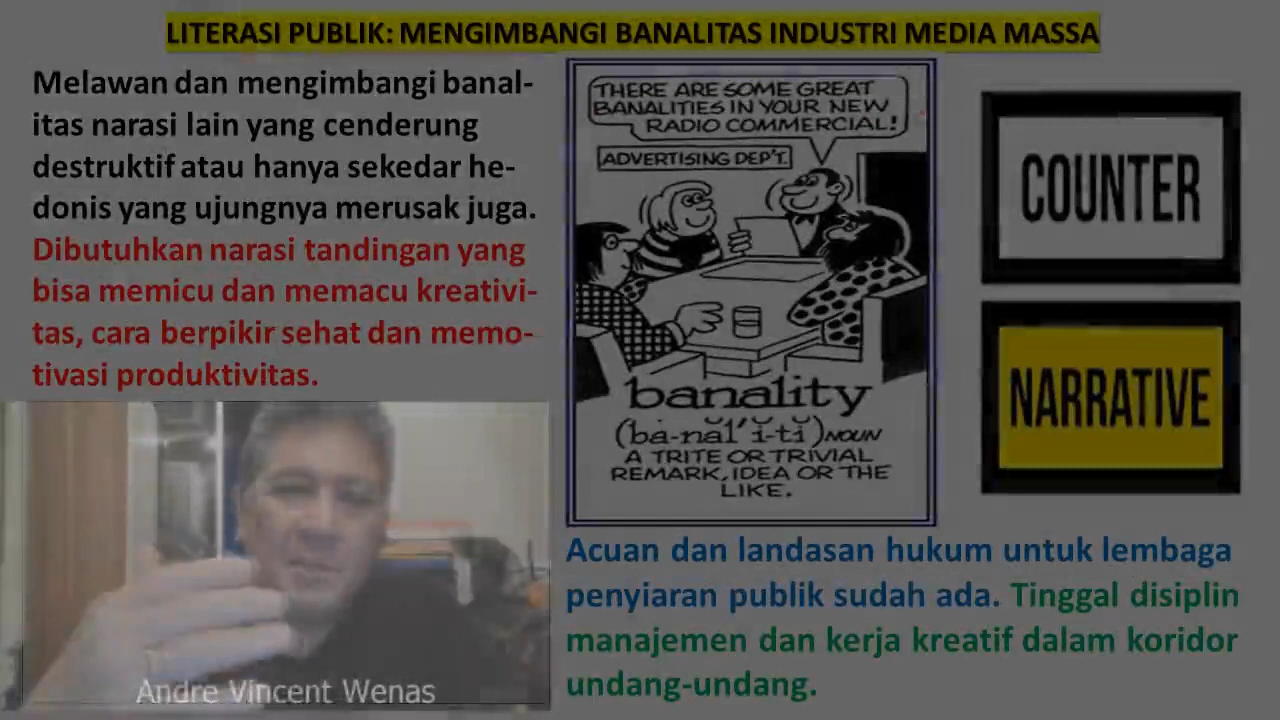 LITERASI PUBLIK: MENGIMBANGI BANALITAS INDUSTRI MEDIA MASSA
Melawan dan mengimbangi banal-
itas narasi lain yang cenderung
destruktif atau hanya sekedar he-
donis yang ujungnya merusak juga.
Dibutuhkan narasi tandingan yang
bisa memicu dan memacu kreativi-
tas, cara berpikir sehat dan memo-
tivasi produktivitas.
THERE ARE SOME GREAT
BANALITIES IN YOUR NEW
RADIO COMMERCIAL!
ADVERTISING DEP'T.
banality
(bă-năl'ĭ-tĭ) NOUN
A TRITE OR TRIVIAL
REMARK, IDEA OR THE
LIKE.
COUNTER
NARRATIVE
Acuan dan landasan hukum untuk lembaga
penyiaran publik sudah ada. Tinggal disiplin
manajemen dan kerja kreatif dalam koridor
undang-undang.
Andre Vincent Wenas